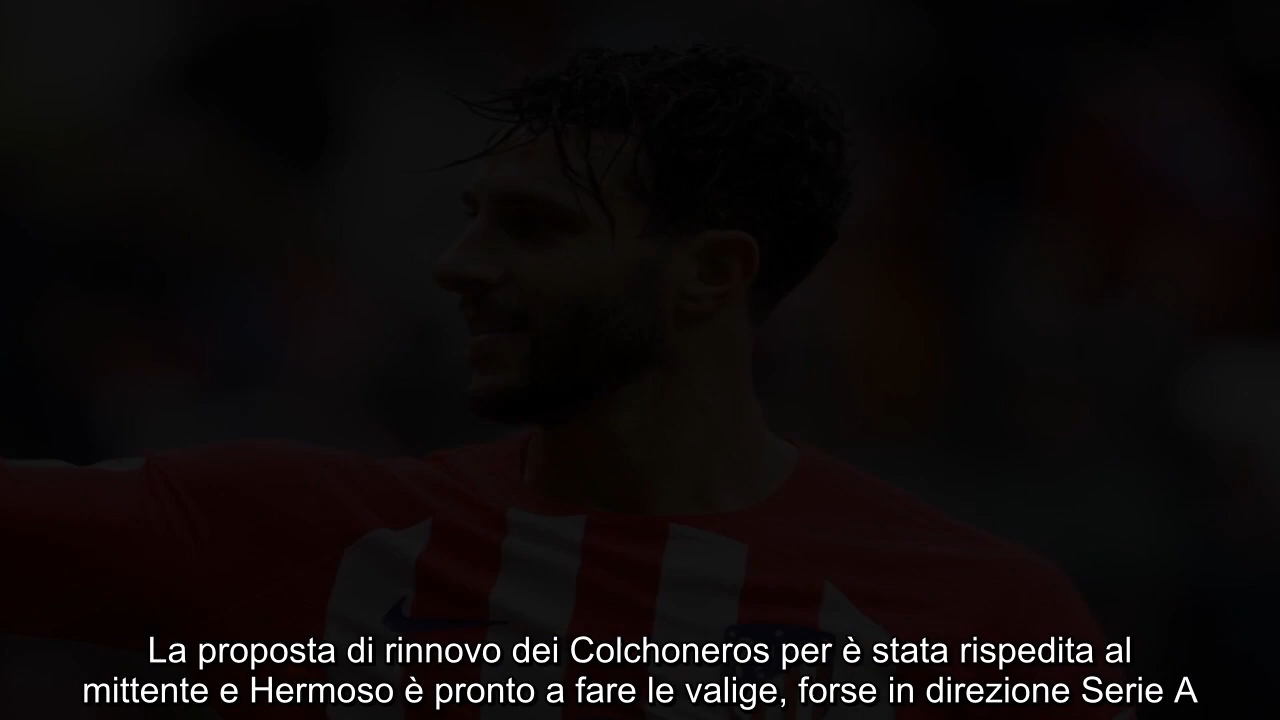 La proposta di rinnovo dei Colchoneros per è stata rispedita al
mittente e Hermoso è pronto a fare le valige, forse in direzione Serie A